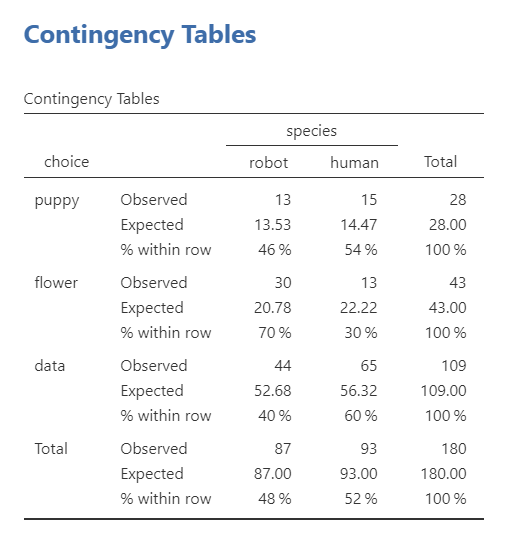 Contingency Tables
Contingency Tables
species
choice robot human Total
puppy Observed 13 15 28
Expected 13.53 14.47 28.00
% within row 46 % 54 % 100 %
flower Observed 30 13 43
Expected 20.78 22.22 43.00
% within row 70 % 30 % 100 %
data Observed 44 65 109
Expected 52.68 56.32 109.00
% within row 40 % 60 % 100 %
Total Observed 87 93 180
Expected 87.00 93.00 180.00
% within row 48 % 52 % 100 %